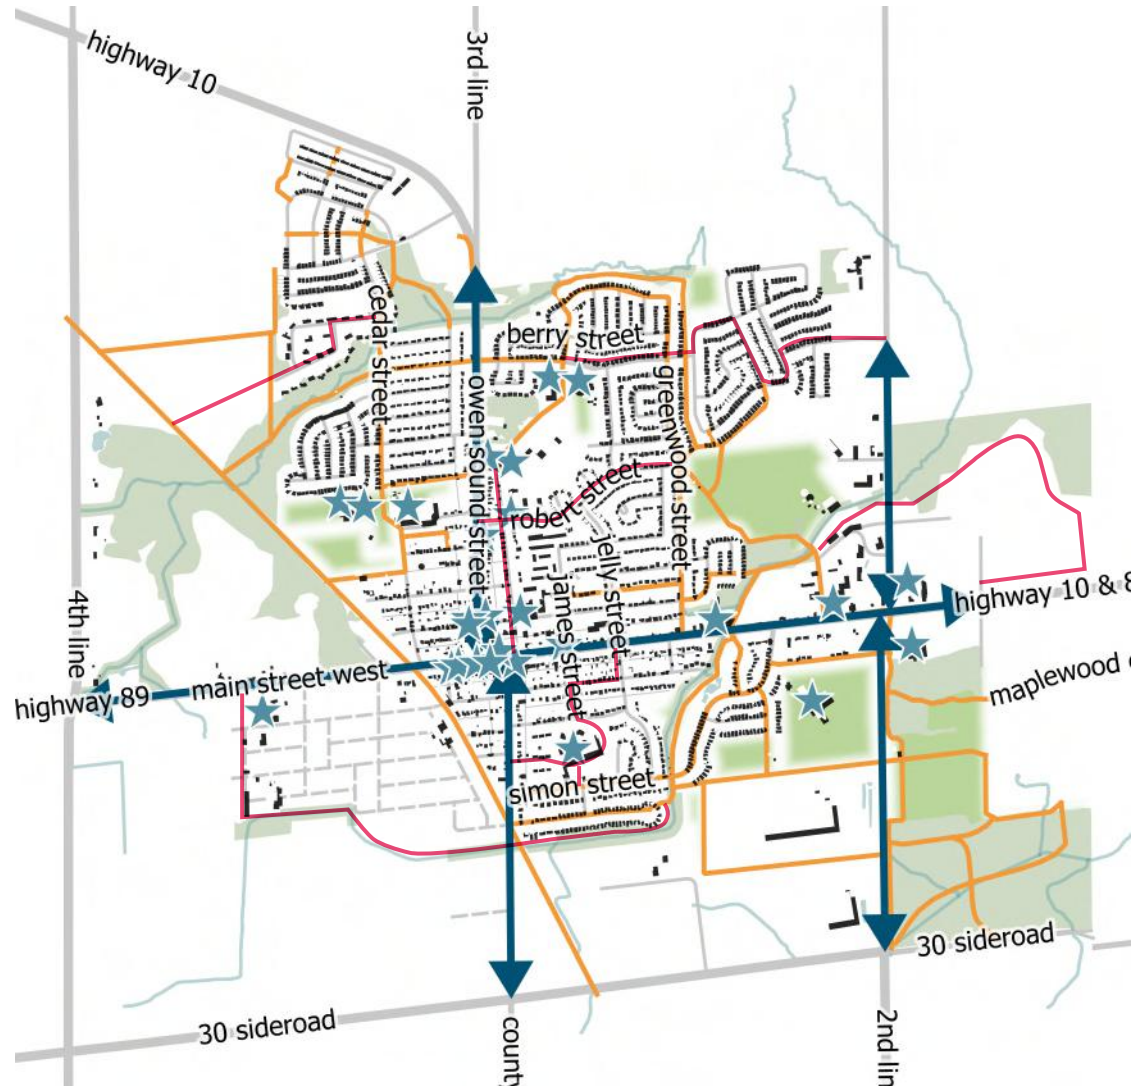 highway 10
3rd line
cedar street
berry street
owen sound street
greenwood street
robert street
jelly street
james street
4th line
highway 10 & 8
main street west
highway 89
maplewood
simon street
30 sideroad
30 sideroad
county
2nd lin